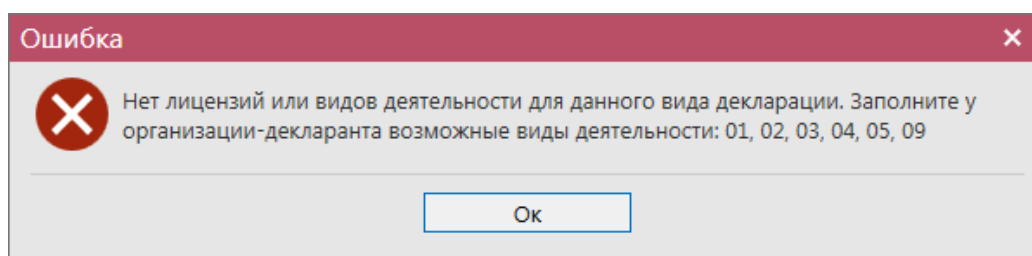 Ошибка
Нет лицензий или видов деятельности для данного вида декларации. Заполните у
организации-декларанта возможные виды деятельности: 01, 02, 03, 04, 05, 09
Ок